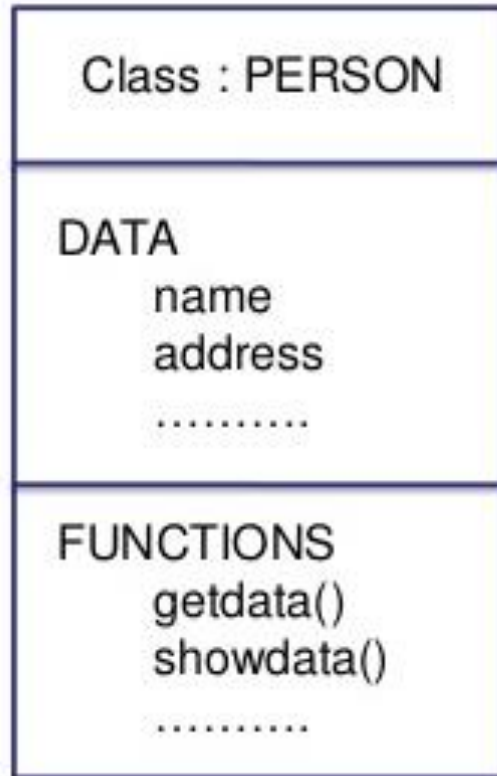 Class : PERSON
DATA
name
address
..........
FUNCTIONS
getdata()
showdata()
..........